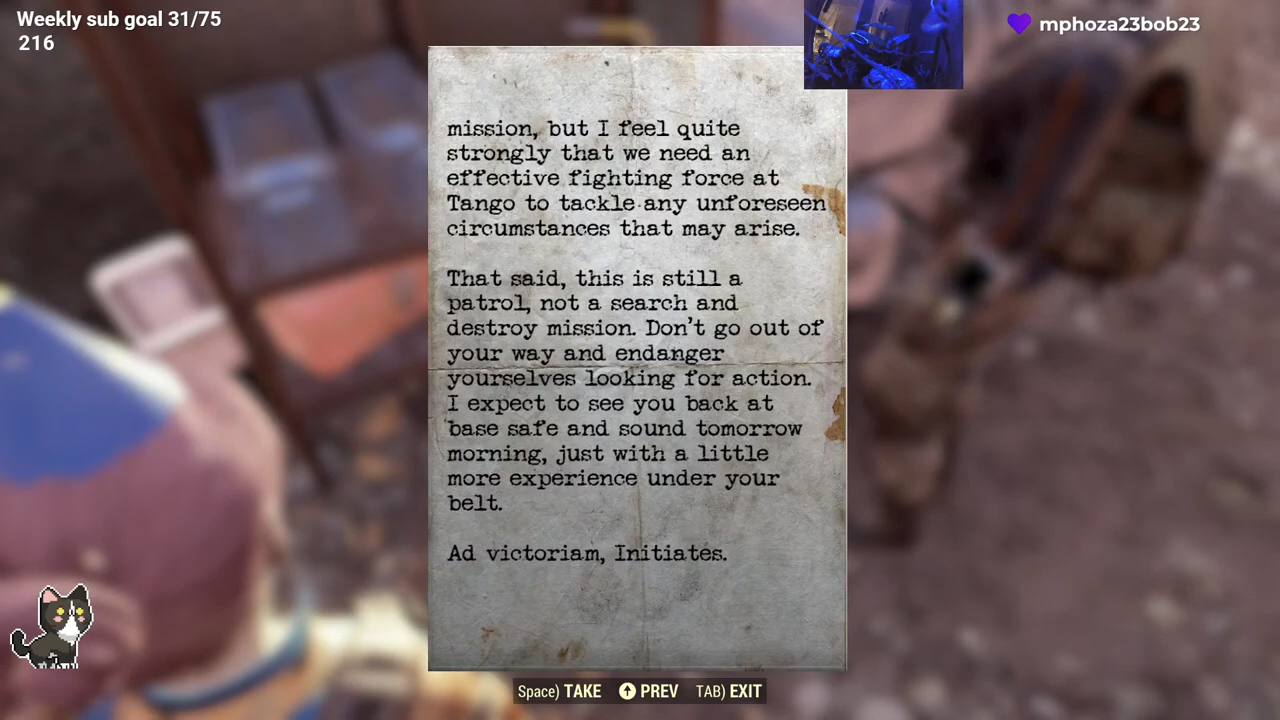 Weekly sub goal 31/75
216
mphoza23bob23
mission, but I feel quite
strongly that we need an
effective fighting force at
Tango to tackle any unforeseen
circumstances that may arise.
That said, this is still a
patrol, not a search and
destroy mission. Don't go out of
your way and endanger
yourselves looking for action.
I expect to see you back at
base safe and sound tomorrow
morning, just with a little
more experience under your
belt.
Ad victoriam, Initiates.
Space) TAKE PREV TAB) EXIT